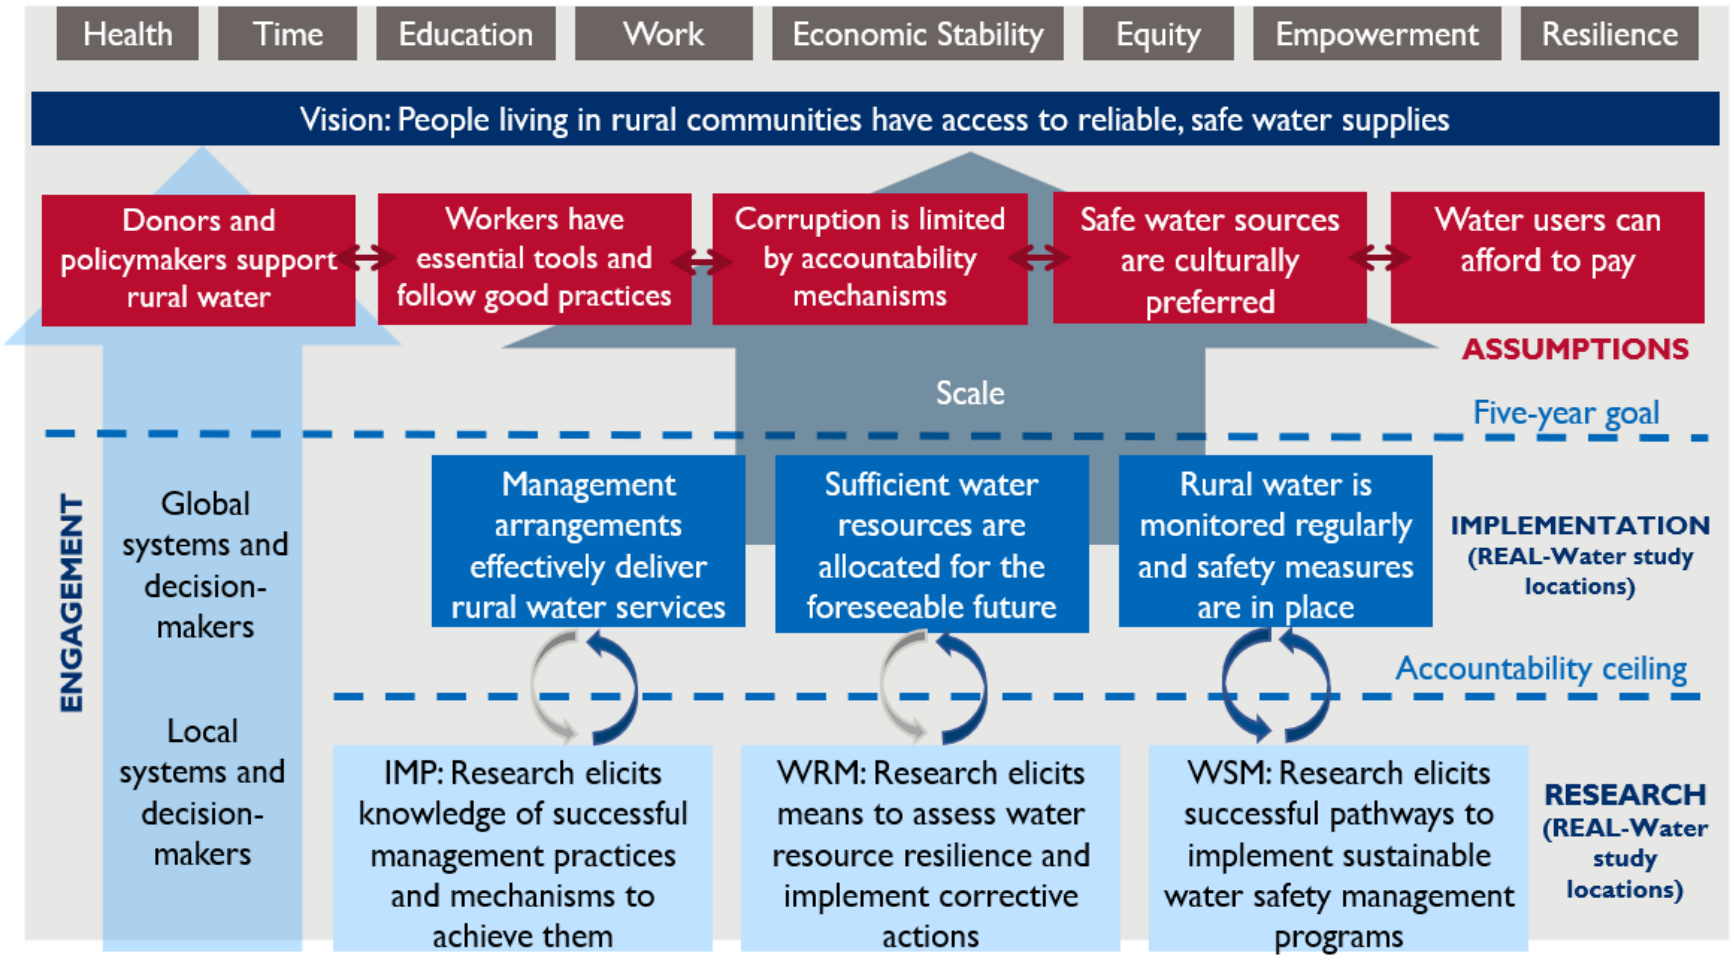 Health
Time
Education
Work
Economic Stability
Equity
Empowerment
Resilience
Vision: People living in rural communities have access to reliable, safe water supplies
Donors and
policymakers support
rural water
Workers have
essential tools and
follow good practices
Corruption is limited
by accountability
mechanisms
Safe water sources
are culturally
preferred
Water users can
afford to pay
ASSUMPTIONS
Scale
Five-year goal
ENGAGEMENT
Global
systems and
decision-
makers
Management
arrangements
effectively deliver
rural water services
Sufficient water
resources are
allocated for the
foreseeable future
Rural water is
monitored regularly
and safety measures
are in place
IMPLEMENTATION
(REAL-Water study
locations)
Accountability ceiling
Local
systems and
decision-
makers
IMP: Research elicits
knowledge of successful
management practices
and mechanisms to
achieve them
WRM: Research elicits
means to assess water
resource resilience and
implement corrective
actions
WSM: Research elicits
successful pathways to
implement sustainable
water safety management
programs
RESEARCH
(REAL-Water
study
locations)